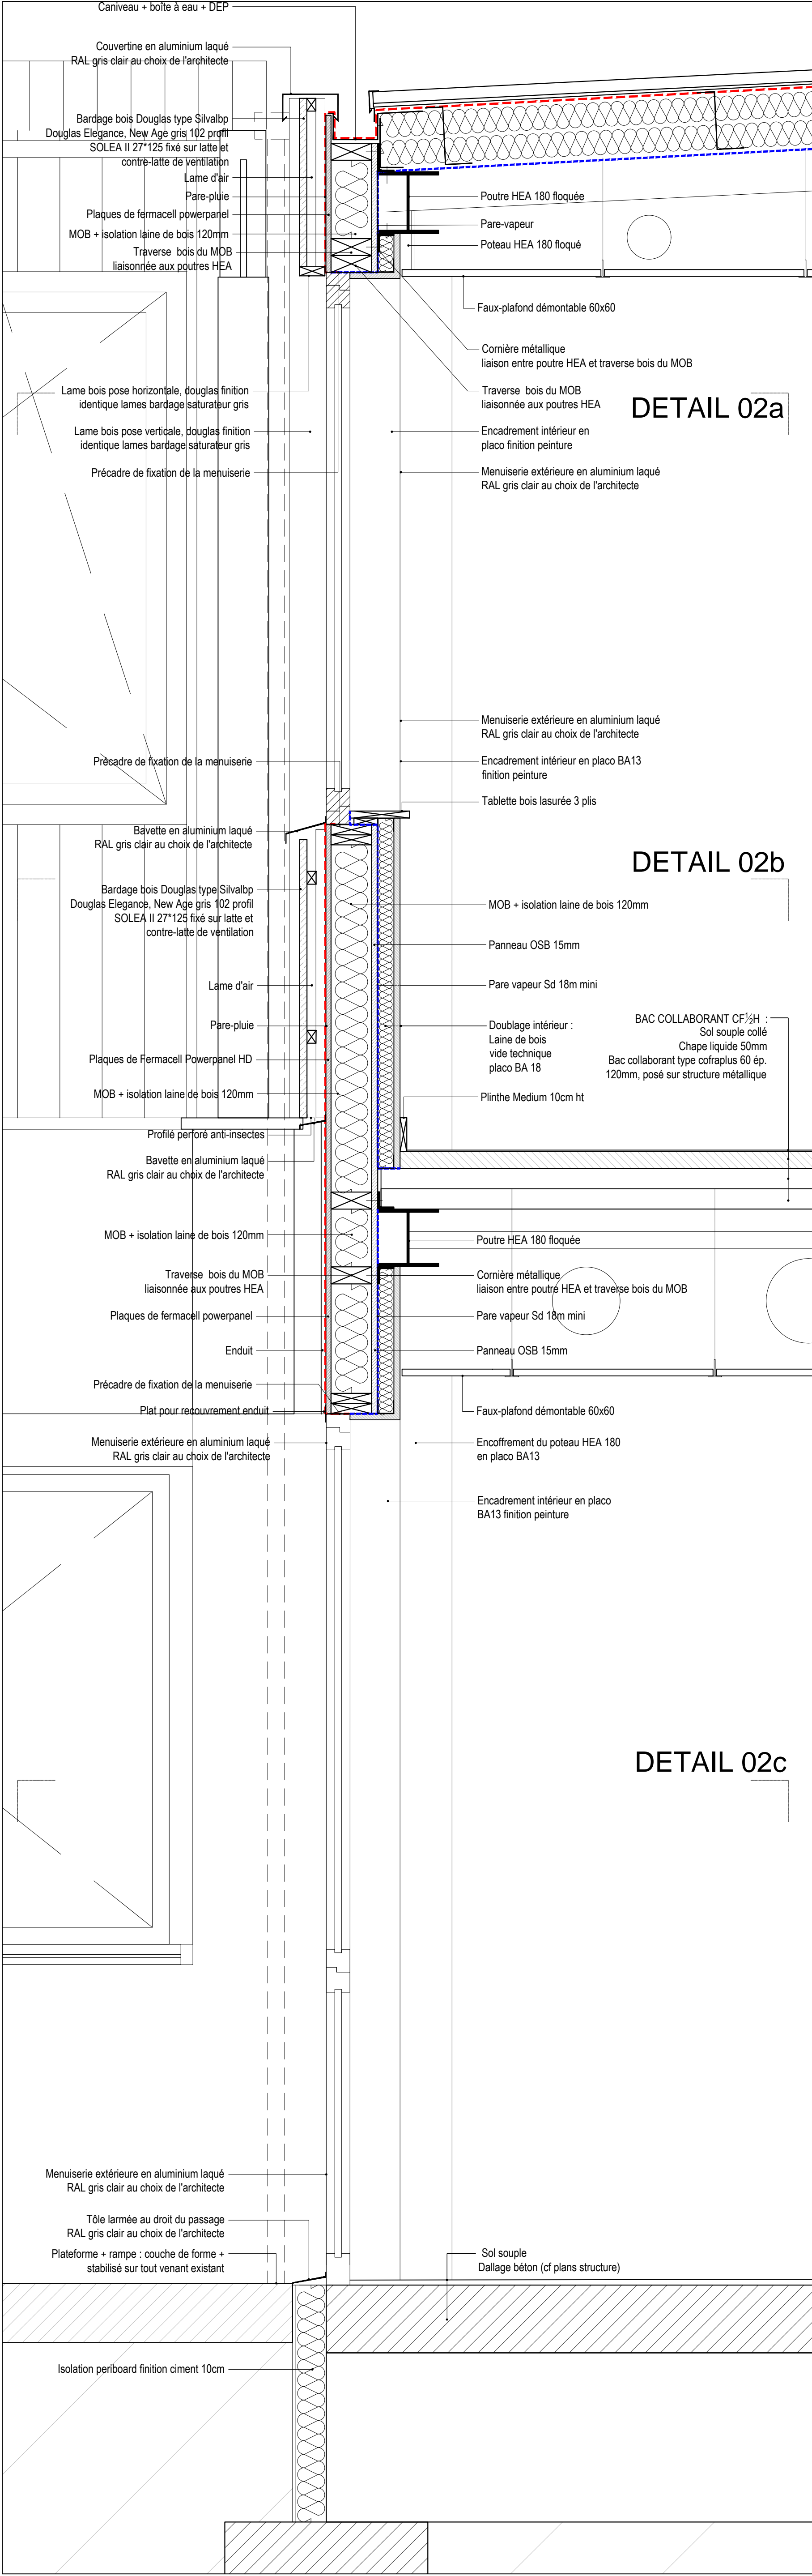 Caniveau + boîte à eau + DEP
Couvertine en aluminium laqué
RAL gris clair au choix de l'architecte
Bardage bois Douglas type Silvalbp
Douglas Elegance, New Age gris 102 profil
SOLEA II 27*125 fixé sur latte et
contre-latte de ventilation
Lame d'air
Pare-pluie
Plaques de fermacell powerpanel
MOB + isolation laine de bois 120mm
Traverse bois du MOB
liaisonnée aux poutres HEA
Poutre HEA 180 floquée
Pare-vapeur
Poteau HEA 180 floqué
Faux-plafond démontable 60x60
Cornière métallique
liaison entre poutre HEA et traverse bois du MOB
Traverse bois du MOB
liaisonnée aux poutres HEA
DETAIL 02a
Lame bois pose horizontale, douglas finition
identique lames bardage saturateur gris
Lame bois pose verticale, douglas finition
identique lames bardage saturateur gris
Précadre de fixation de la menuiserie
Encadrement intérieur en
placo finition peinture
Menuiserie extérieure en aluminium laqué
RAL gris clair au choix de l'architecte
Menuiserie extérieure en aluminium laqué
RAL gris clair au choix de l'architecte
Précadre de fixation de la menuiserie
Encadrement intérieur en placo BA13
finition peinture
Tablette bois lasurée 3 plis
Bavette en aluminium laqué
RAL gris clair au choix de l'architecte
DETAIL 02b
Bardage bois Douglas type Silvalbp
Douglas Elegance, New Age gris 102 profil
SOLEA II 27*125 fixé sur latte et
contre-latte de ventilation
MOB + isolation laine de bois 120mm
Panneau OSB 15mm
Lame d'air
Pare vapeur Sd 18m mini
Pare-pluie
Doublage intérieur :
Laine de bois
vide technique
placo BA 18
BAC COLLABORANT CF½H :
Sol souple collé
Chape liquide 50mm
Bac collaborant type cofraplus 60 ép.
120mm, posé sur structure métallique
Plaques de Fermacell Powerpanel HD
MOB + isolation laine de bois 120mm
Plinthe Medium 10cm ht
Profilé perforé anti-insectes
Bavette en aluminium laqué
RAL gris clair au choix de l'architecte
MOB + isolation laine de bois 120mm
Poutre HEA 180 floquée
Traverse bois du MOB
liaisonnée aux poutres HEA
Cornière métallique
liaison entre poutre HEA et traverse bois du MOB
Plaques de fermacell powerpanel
Pare vapeur Sd 18m mini
Enduit
Panneau OSB 15mm
Précadre de fixation de la menuiserie
Plat pour recouvrement enduit
Faux-plafond démontable 60x60
Menuiserie extérieure en aluminium laqué
RAL gris clair au choix de l'architecte
Encoffrement du poteau HEA 180
en placo BA13
Encadrement intérieur en placo
BA13 finition peinture
DETAIL 02c
Menuiserie extérieure en aluminium laqué
RAL gris clair au choix de l'architecte
Tôle larmée au droit du passage
RAL gris clair au choix de l'architecte
Plateforme + rampe : couche de forme +
stabilisé sur tout venant existant
Sol souple
Dallage béton (cf plans structure)
Isolation periboard finition ciment 10cm